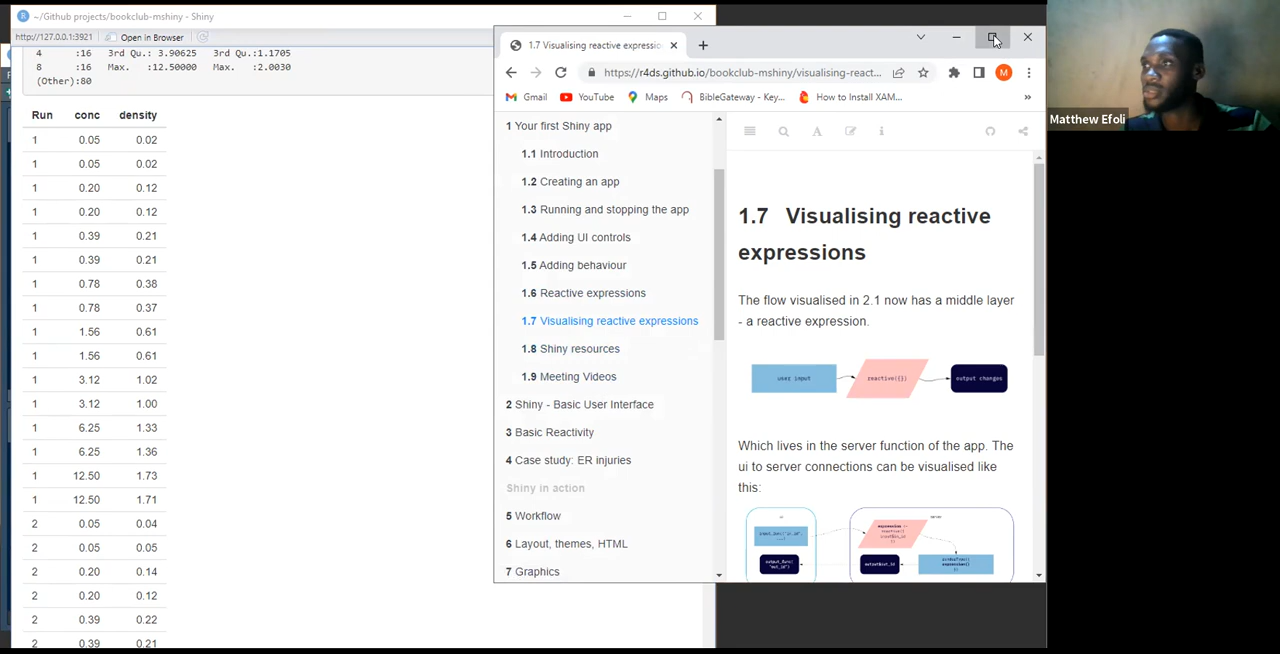 ~/Github projects/bookclub-mshiny - Shiny
http://127.0.0.1:3921 Open in Browser
4 :16 3rd Qu.: 3.90625 3rd Qu.:1.1705
8 :16 Max. :12.50000 Max. :2.0030
(Other):80
Run conc density
1 0.05 0.02
1 0.05 0.02
1 0.20 0.12
1 0.20 0.12
1 0.39 0.21
1 0.39 0.21
1 0.78 0.38
1 0.78 0.37
1 1.56 0.61
1 1.56 0.61
1 3.12 1.02
1 3.12 1.00
1 6.25 1.33
1 6.25 1.36
1 12.50 1.73
1 12.50 1.71
2 0.05 0.04
2 0.05 0.05
2 0.20 0.14
2 0.20 0.12
2 0.39 0.22
2 0.39 0.21
1.7 Visualising reactive expressio
https://r4ds.github.io/bookclub-mshiny/visualising-react...
M
Gmail YouTube Maps BibleGateway - Key... How to Install XAM...
1 Your first Shiny app
1.1 Introduction
1.2 Creating an app
1.3 Running and stopping the app
1.4 Adding UI controls
1.5 Adding behaviour
1.6 Reactive expressions
1.7 Visualising reactive expressions
1.8 Shiny resources
1.9 Meeting Videos
2 Shiny - Basic User Interface
3 Basic Reactivity
4 Case study: ER injuries
Shiny in action
5 Workflow
6 Layout, themes, HTML
7 Graphics
1.7 Visualising reactive
expressions
The flow visualised in 2.1 now has a middle layer
- a reactive expression.
user input reactive({}) output changes
Which lives in the server function of the app. The
ui to server connections can be visualised like
this:
server
Matthew Efoli